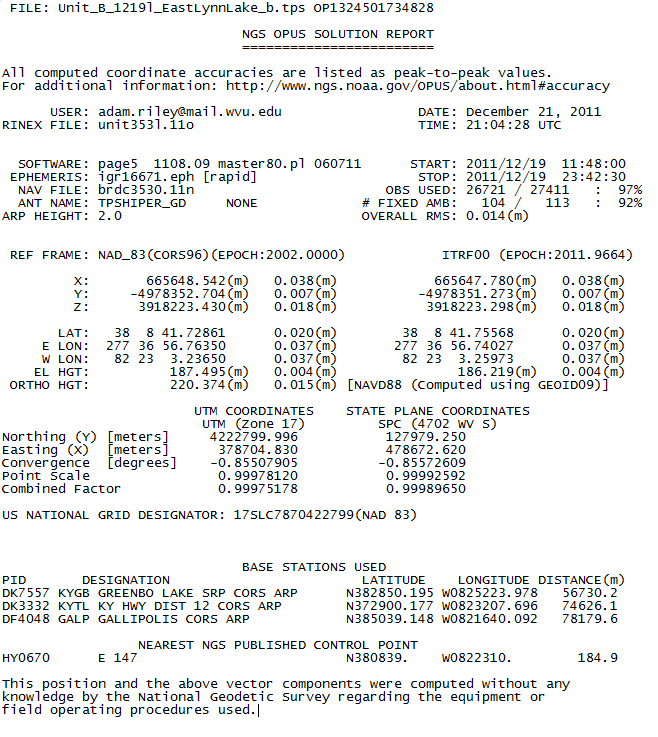 FILE: Unit_B_1219l_EastLynnLake_b.tps OP1324501734828
NGS OPUS SOLUTION REPORT
========================
All computed coordinate accuracies are listed as peak-to-peak values.
For additional information: http://www.ngs.noaa.gov/OPUS/about.html#accuracy
USER: adam.riley@mail.wvu.edu DATE: December 21, 2011
RINEX FILE: unit353l.11o TIME: 21:04:28 UTC
SOFTWARE: page5 1108.09 master80.pl 060711 START: 2011/12/19 11:48:00
EPHEMERIS: igr16671.eph [rapid] STOP: 2011/12/19 23:42:30
NAV FILE: brdc3530.11n OBS USED: 26721 / 27411 : 97%
ANT NAME: TPSHIPER_GD NONE # FIXED AMB: 104 / 113 : 92%
ARP HEIGHT: 2.0 OVERALL RMS: 0.014(m)
REF FRAME: NAD_83(CORS96)(EPOCH:2002.0000) ITRF00 (EPOCH:2011.9664)
X: 665648.542(m) 0.038(m) 665647.780(m) 0.038(m)
Y: -4978352.704(m) 0.007(m) -4978351.273(m) 0.007(m)
Z: 3918223.430(m) 0.018(m) 3918223.298(m) 0.018(m)
LAT: 38 8 41.72861 0.020(m) 38 8 41.75568 0.020(m)
E LON: 277 36 56.76350 0.037(m) 277 36 56.74027 0.037(m)
W LON: 82 23 3.23650 0.037(m) 82 23 3.25973 0.037(m)
EL HGT: 187.495(m) 0.004(m) 186.219(m) 0.004(m)
ORTHO HGT: 220.374(m) 0.015(m) [NAVD88 (Computed using GEOID09)]
UTM COORDINATES STATE PLANE COORDINATES
UTM (Zone 17) SPC (4702 WV S)
Northing (Y) [meters] 4222799.996 127979.250
Easting (X) [meters] 378704.830 478672.620
Convergence [degrees] -0.85507905 -0.85572609
Point Scale 0.99978120 0.99992592
Combined Factor 0.99975178 0.99989650
US NATIONAL GRID DESIGNATOR: 17SLC7870422799(NAD 83)
BASE STATIONS USED
PID DESIGNATION LATITUDE LONGITUDE DISTANCE(m)
DK7557 KYGB GREENBO LAKE SRP CORS ARP N382850.195 W0825223.978 56730.2
DK3332 KYTL KY HWY DIST 12 CORS ARP N372900.177 W0823207.696 74626.1
DF4048 GALP GALLIPOLIS CORS ARP N385039.148 W0821640.092 78179.6
NEAREST NGS PUBLISHED CONTROL POINT
HY0670 E 147 N380839. W0822310. 184.9
This position and the above vector components were computed without any
knowledge by the National Geodetic Survey regarding the equipment or
field operating procedures used.